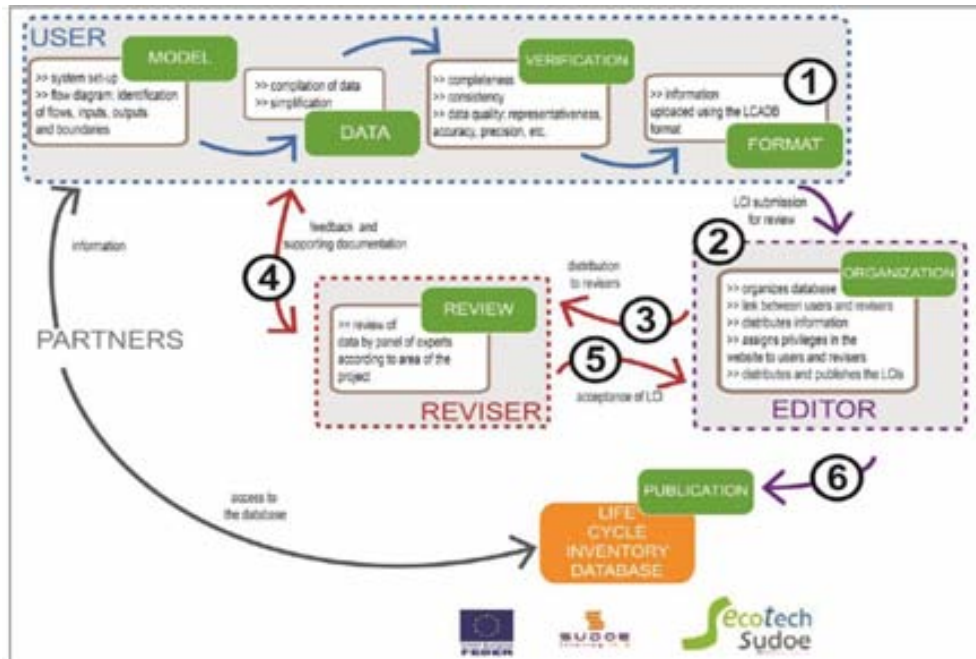 USER
MODEL
>> system set-up
>> flow diagram: identification
of flows, inputs, outputs
and boundaries
>> compilation of data
>> simplification
DATA
VERIFICATION
>> completeness
>> consistency
>> data quality: representativeness,
accuracy, precision, etc.
1
>> information
uploaded using the LCADB
format
FORMAT
LCI submission
for review
information
feedback and
supporting documentation
4
PARTNERS
REVIEW
>> review of
data by panel of experts
according to area of the
project
REVISER
distribution
to revisers
3
5
acceptance of LCI
2
ORGANIZATION
>> organizes database
>> link between users and revisers
>> distributes information
>> assigns privileges in the
website to users and revisers
>> distributes and publishes the LCIs
EDITOR
6
PUBLICATION
LIFE
CYCLE
INVENTORY
DATABASE
access to
the database
FEDER
SUDOE
ecotech
sudoe